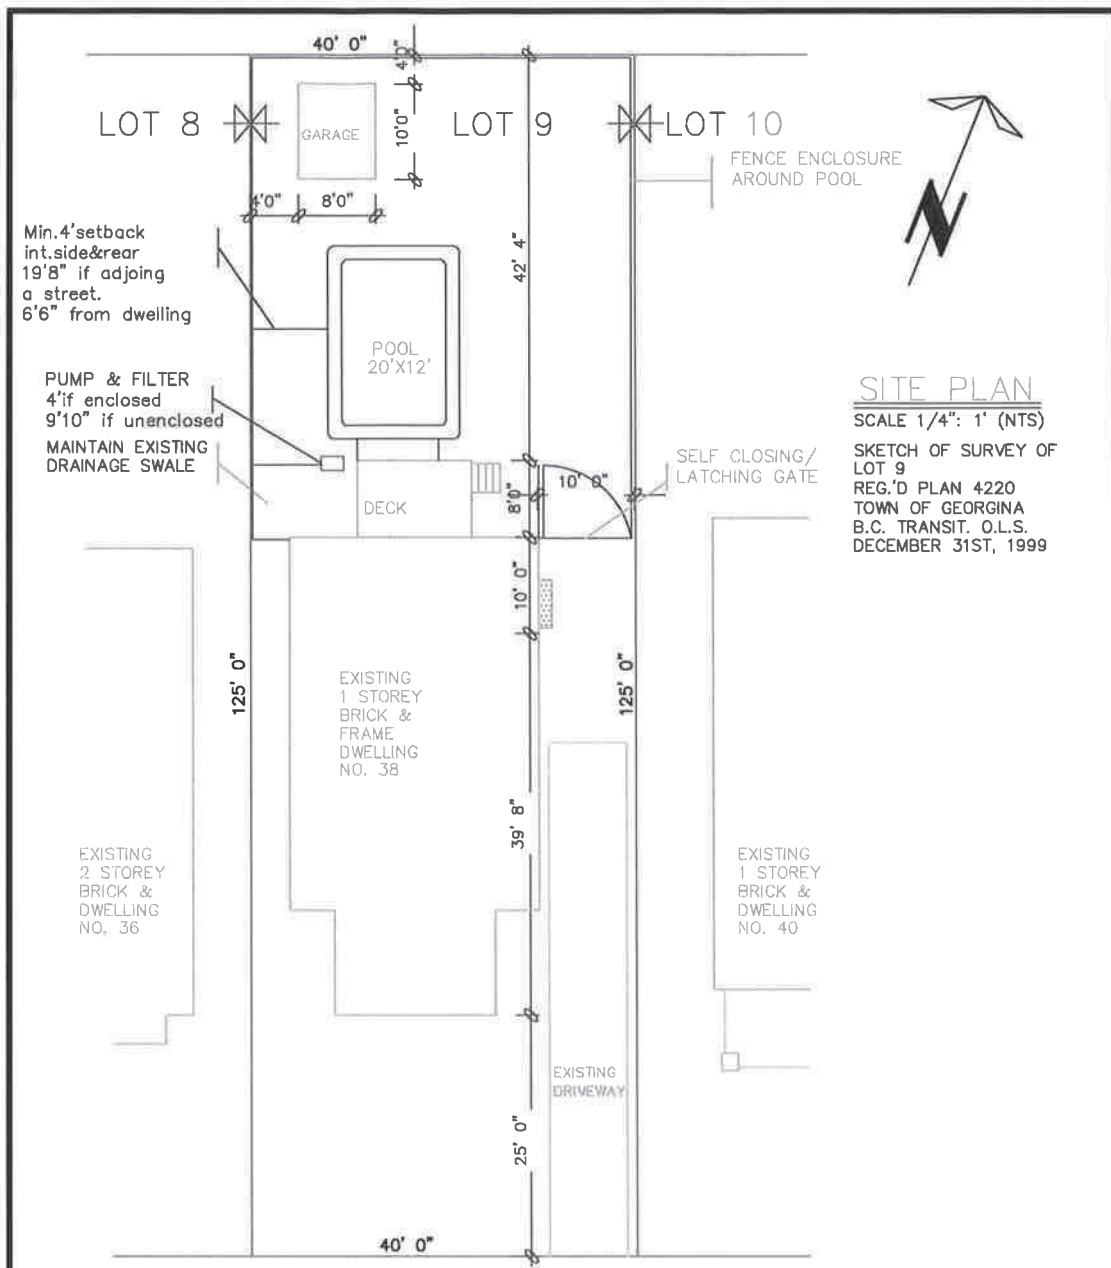 40' 0"
4'0"
LOT 8
GARAGE
10'0"
LOT 9
LOT 10
FENCE ENCLOSURE
AROUND POOL
4'0"
8'0"
Min.4'setback
int.side&rear
19'8" if adjoing
a street.
6'6" from dwelling
42' 4"
N
POOL
20'X12'
PUMP & FILTER
4'if enclosed
9'10" if unenclosed
MAINTAIN EXISTING
DRAINAGE SWALE
SITE PLAN
SCALE 1/4": 1' (NTS)
SKETCH OF SURVEY OF
LOT 9
REG.'D PLAN 4220
TOWN OF GEORGINA
B.C. TRANSIT. O.L.S.
DECEMBER 31ST, 1999
SELF CLOSING/
LATCHING GATE
DECK
8'0"
10' 0"
10' 0"
125' 0"
EXISTING
1 STOREY
BRICK &
FRAME
DWELLING
NO. 38
125' 0"
39' 8"
EXISTING
2 STOREY
BRICK &
DWELLING
NO. 36
EXISTING
1 STOREY
BRICK &
DWELLING
NO. 40
EXISTING
DRIVEWAY
25' 0"
40' 0"